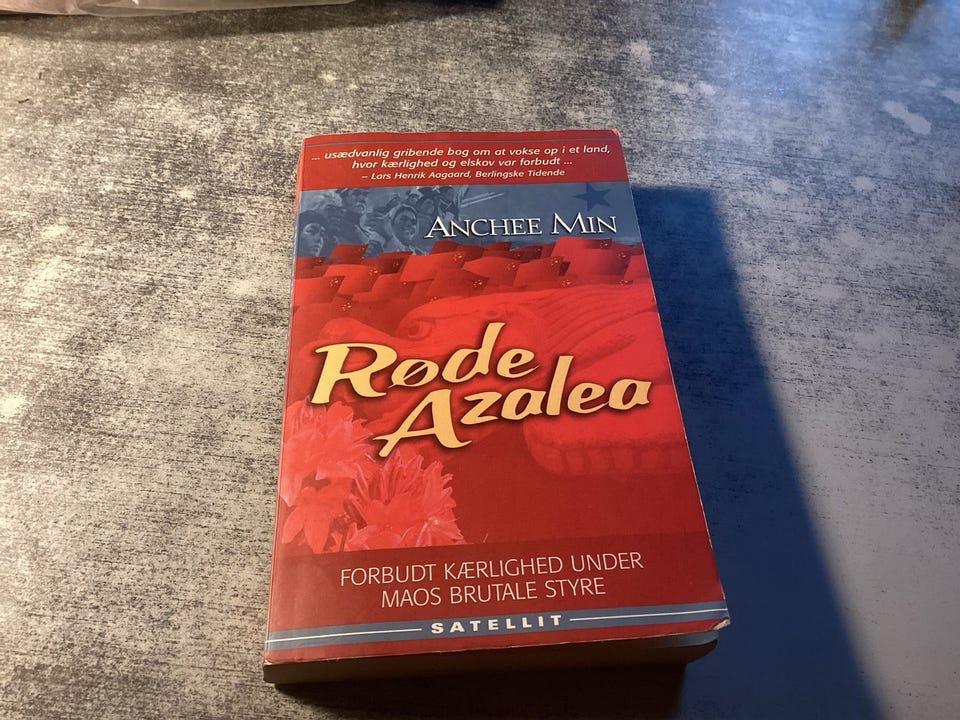 ... usædvanlig gribende bog om at vokse op i et land,
hvor kærlighed og elskov var forbudt ...
– Lars Henrik Aagaard, Berlingske Tidende
ANCHEE MIN
Røde
Azalea
FORBUDT KÆRLIGHED UNDER
MAOS BRUTALE STYRE
SATELLIT